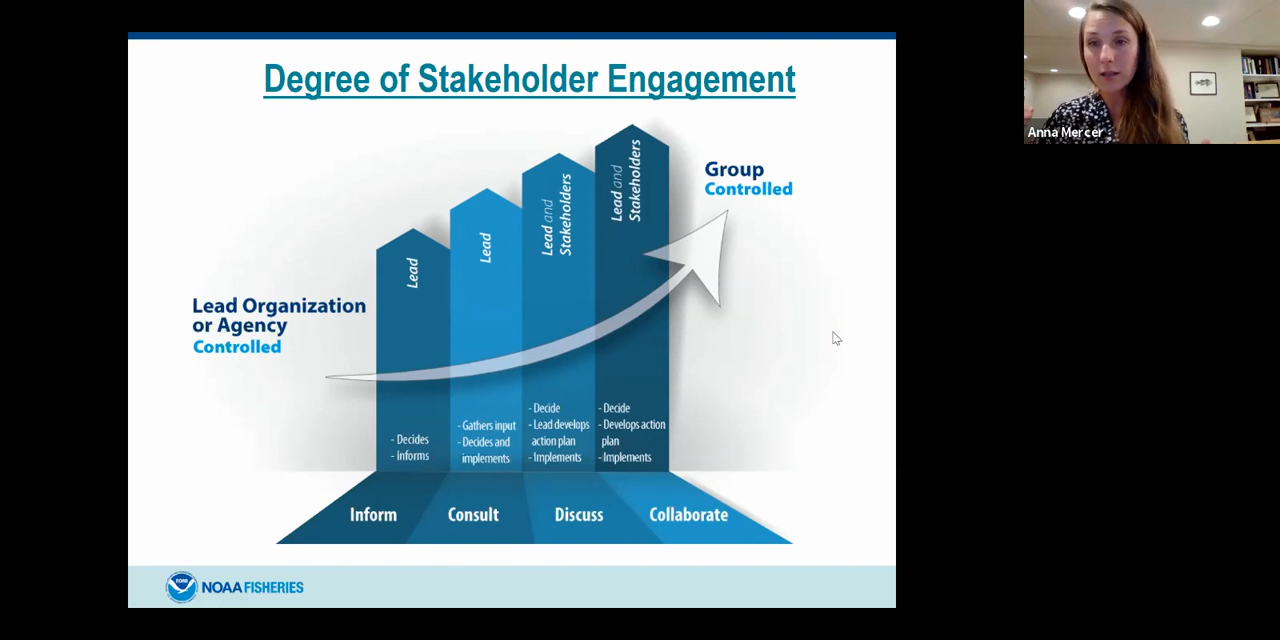 Degree of Stakeholder Engagement
Anna Mercer
Lead Organization
or Agency
Controlled
Group
Controlled
Lead
Lead
Lead and
Stakeholders
Lead and
Stakeholders
- Decides
- Informs
- Gathers input
- Decides and
implements
- Decide
- Lead develops
action plan
- Implements
- Decide
- Develops action
plan
- Implements
Inform
Consult
Discuss
Collaborate
NOAA FISHERIES